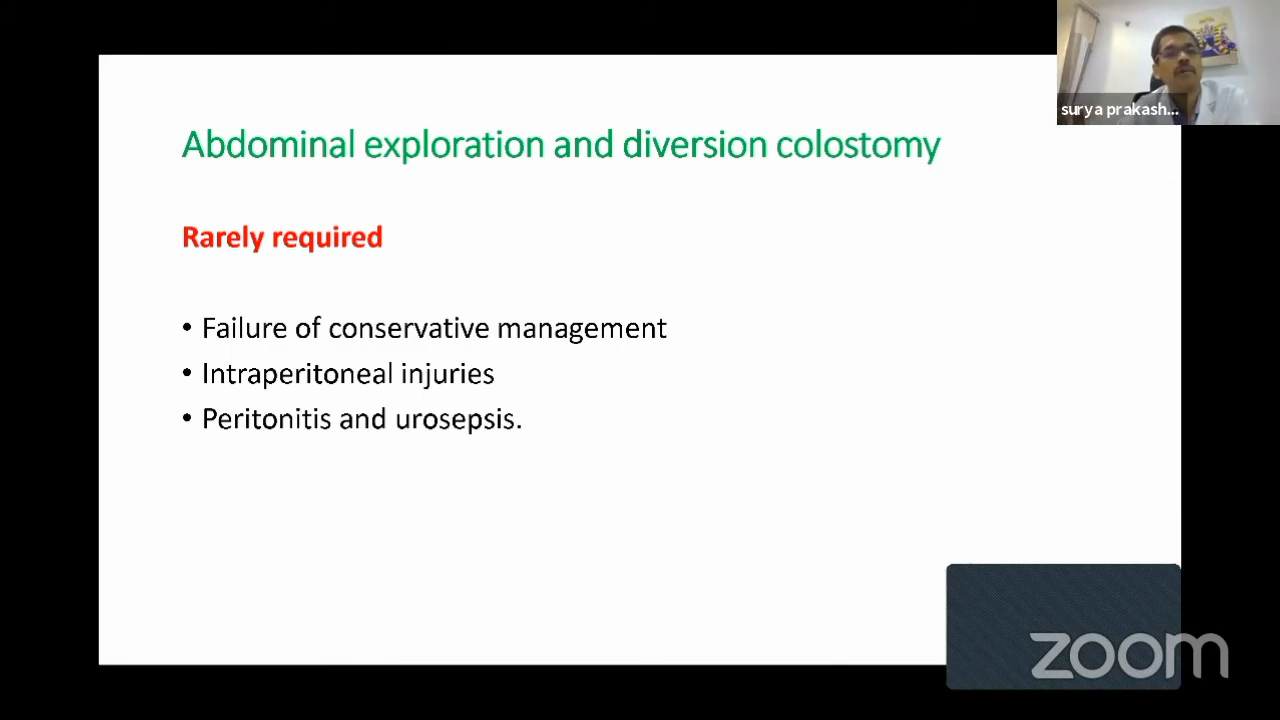 surya prakash...
Abdominal exploration and diversion colostomy
Rarely required
• Failure of conservative management
• Intraperitoneal injuries
• Peritonitis and urosepsis.
zoom